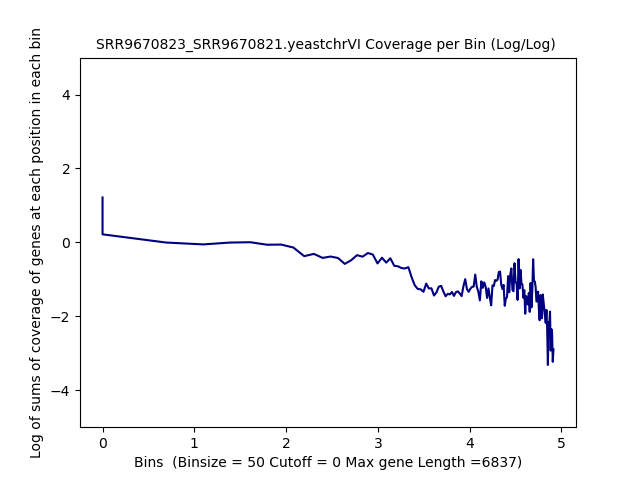 SRR9670823_SRR9670821.yeastchrVI Coverage per Bin (Log/Log)
Log of sums of coverage of genes at each position in each bin
4
2
0
−2
−4
0 1 2 3 4 5
Bins  (Binsize = 50 Cutoff = 0 Max gene Length =6837)